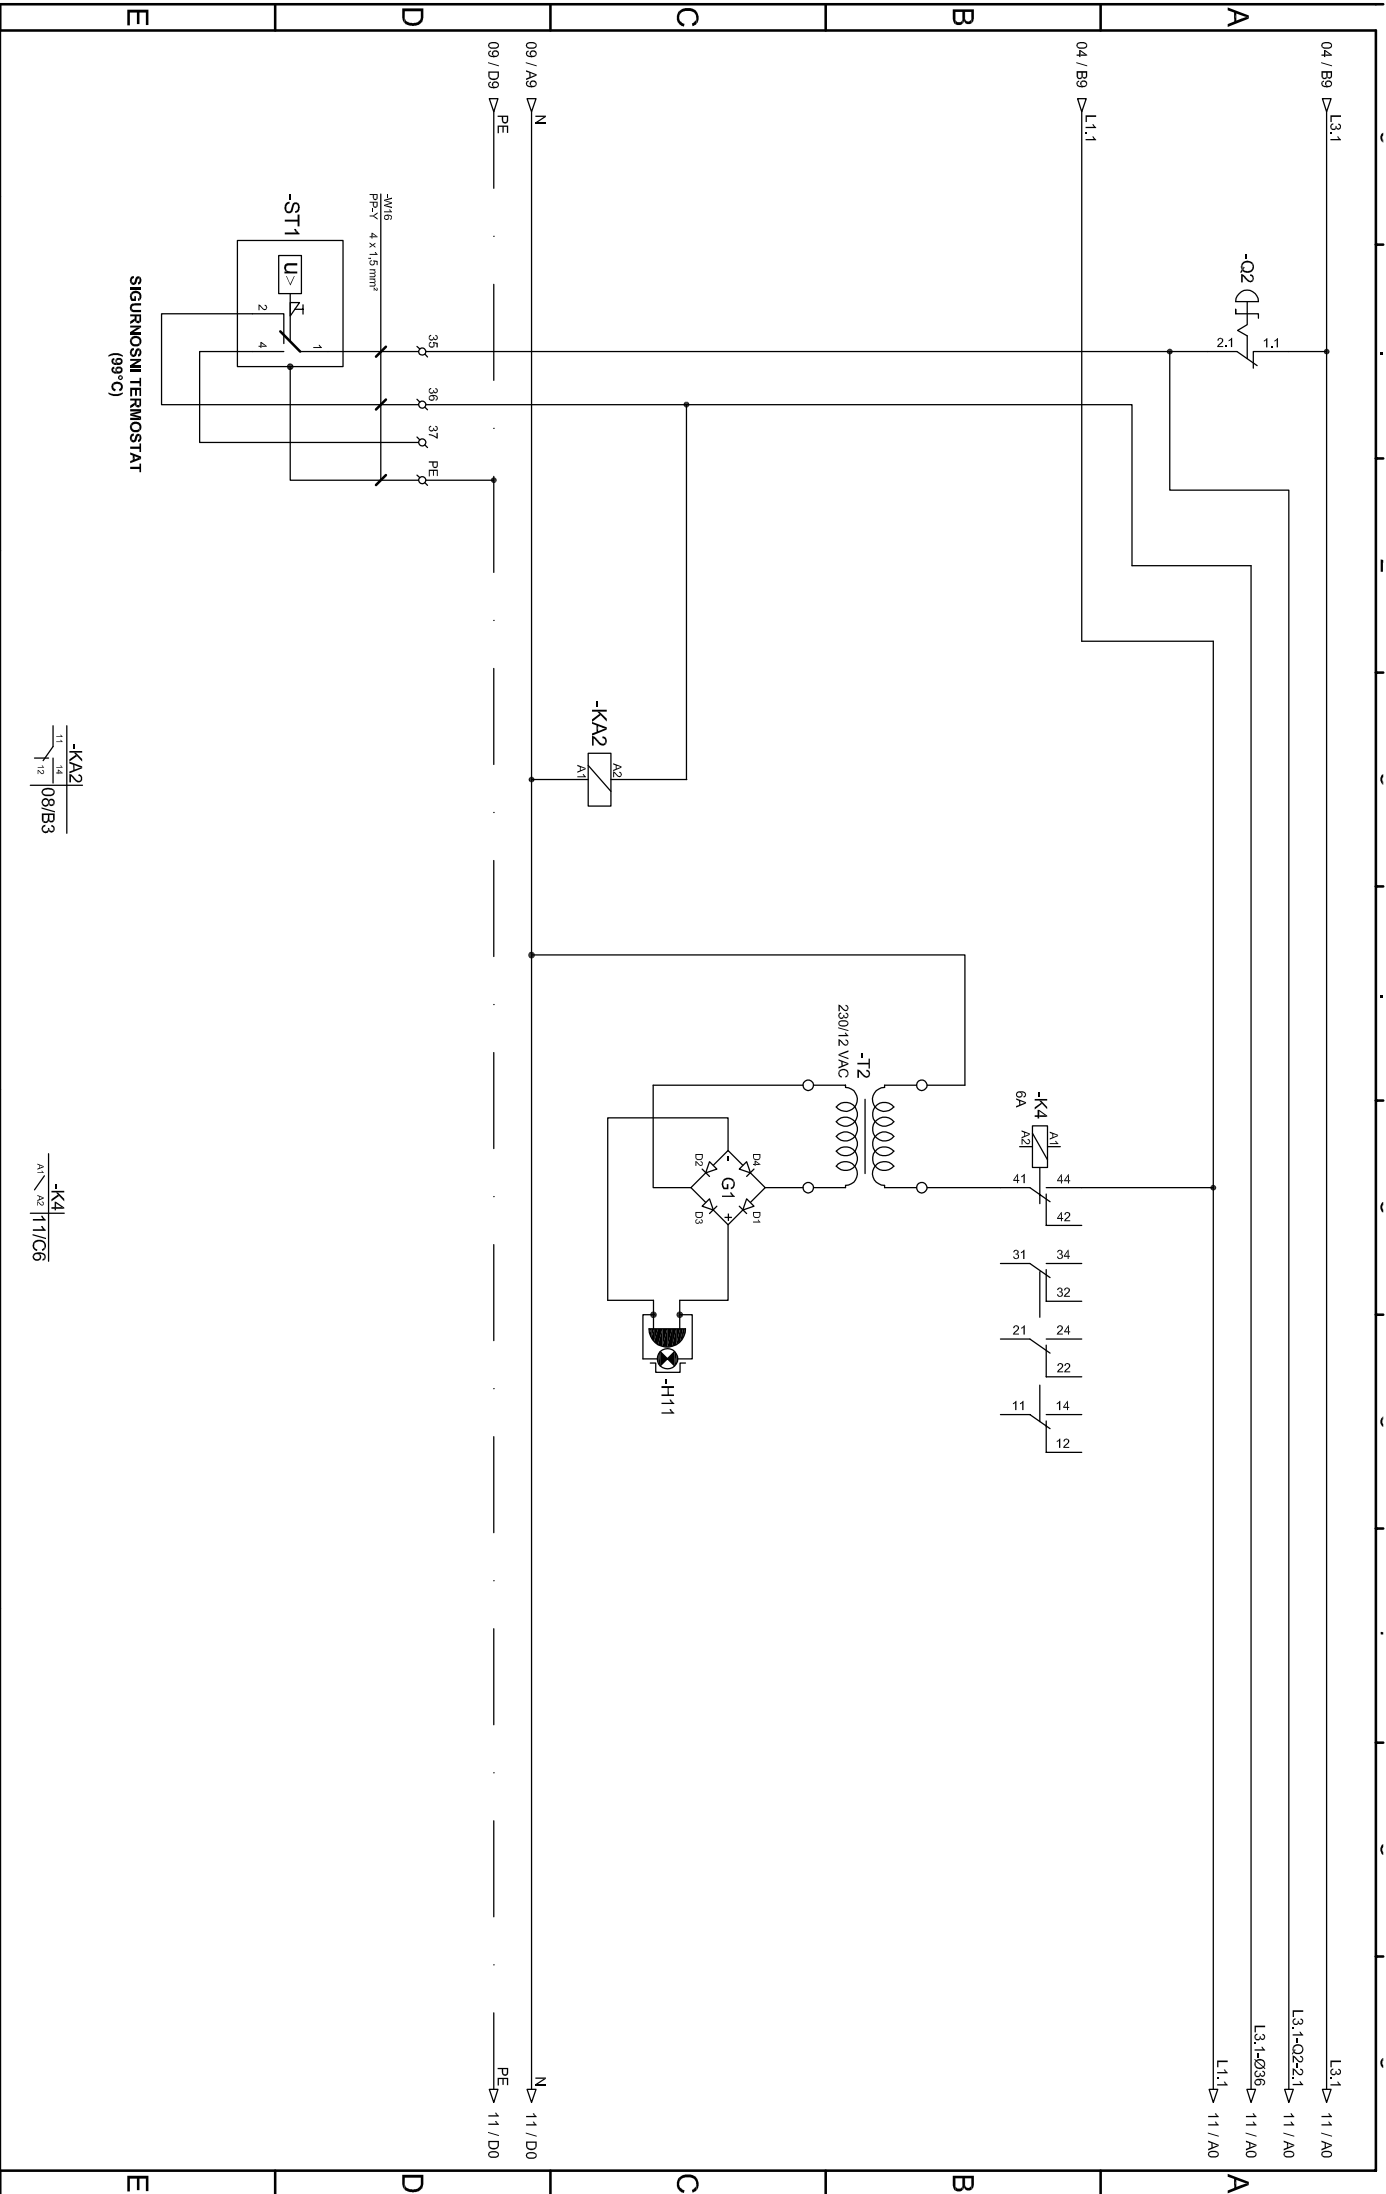 A
B
C
D
E
04 / B9
L3.1
04 / B9
L1.1
09 / A9
N
09 / D9
PE
-Q2
1.1
2.1
-W16
PP-Y 4 x 1,5 mm²
35
36
37
PE
-ST1
U>
1
2
4
SIGURNOSNI TERMOSTAT
(99°C)
-KA2
A2
A1
-K4
6A
A1
A2
41
44
42
31
34
32
21
24
22
11
14
12
-T2
230/12 VAC
D4
D1
D2
D3
G1
-
+
-H11
L3.1
11 / A0
L3.1-Q2-2.1
11 / A0
L3.1-Ø36
11 / A0
L1.1
11 / A0
N
11 / D0
PE
11 / D0
-KA2
11
14
12
08/B3
-K4
A1
A2
11/C6
A
B
C
D
E